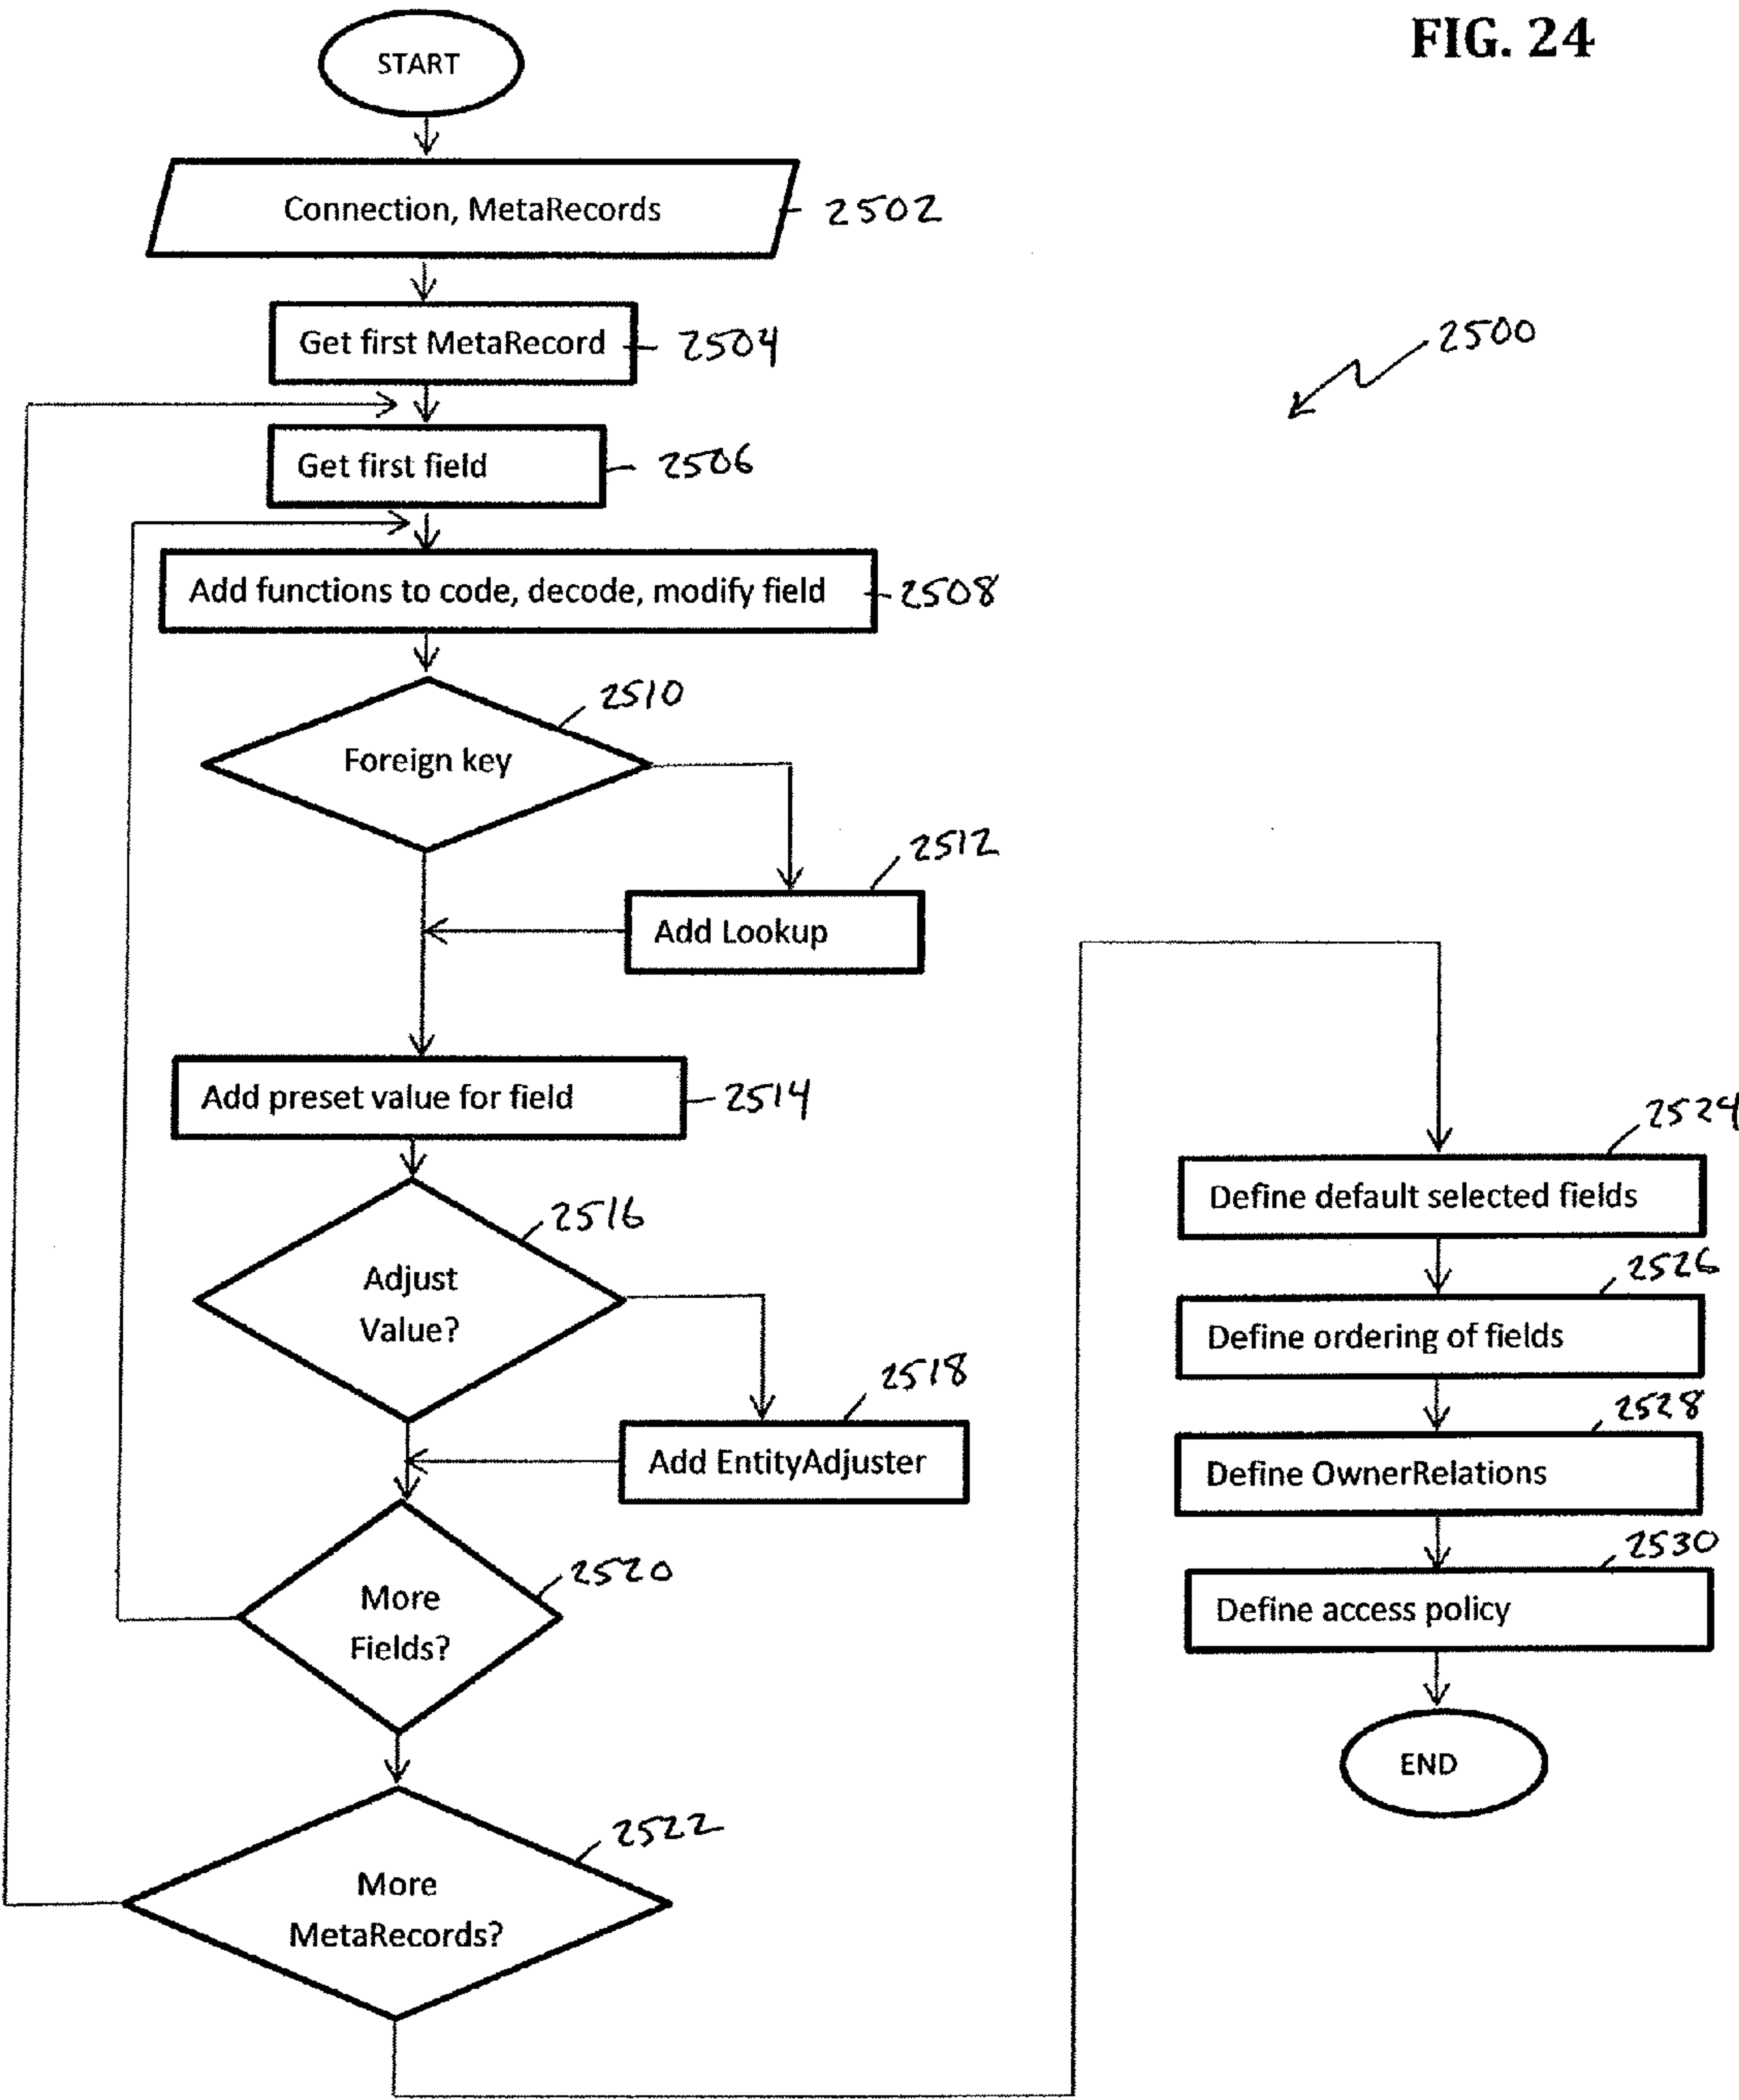 FIG. 24
START
Connection, MetaRecords
2502
Get first MetaRecord
2504
2500
Get first field
2506
Add functions to code, decode, modify field
2508
2510
Foreign key
2512
Add Lookup
Add preset value for field
2514
2516
Adjust
Value?
2518
Add EntityAdjuster
2520
More
Fields?
2522
More
MetaRecords?
2524
Define default selected fields
2526
Define ordering of fields
2528
Define OwnerRelations
2530
Define access policy
END